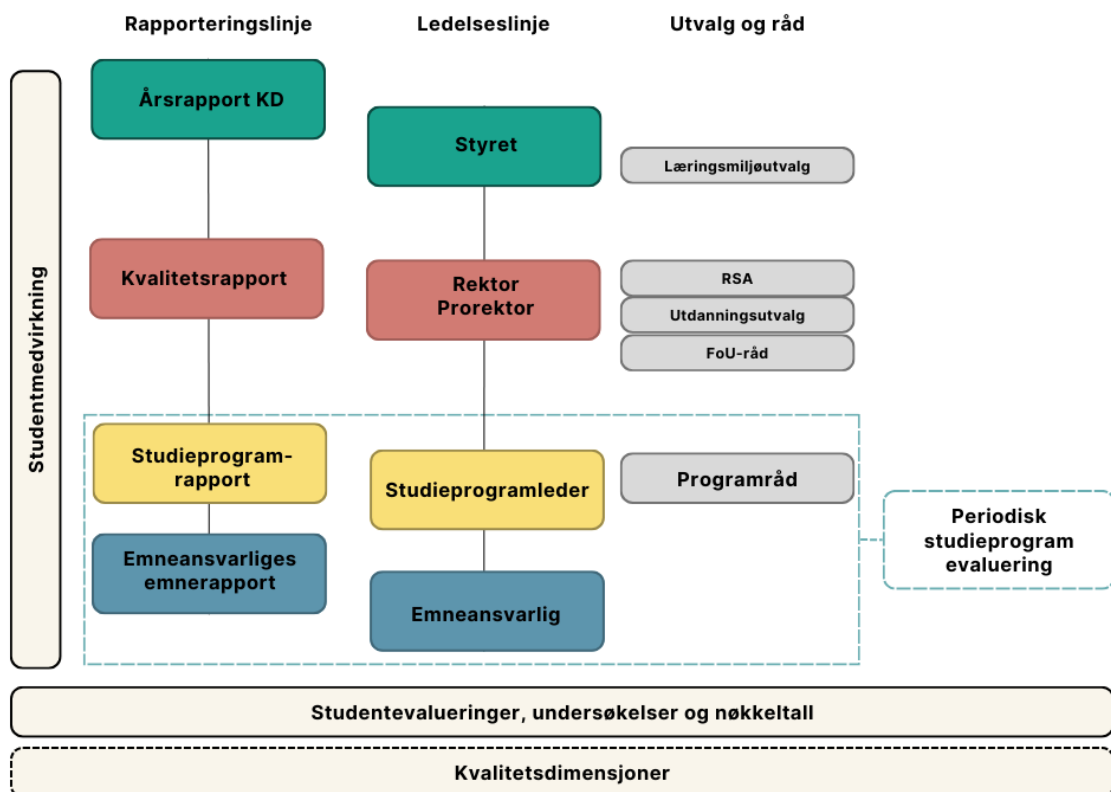 Rapporteringslinje
Ledelseslinje
Utvalg og råd
Studentmedvirkning
Årsrapport KD
Styret
Læringsmiljøutvalg
Kvalitetsrapport
Rektor
Prorektor
RSA
Utdanningsutvalg
FoU-råd
Studieprogram-
rapport
Studieprogramleder
Programråd
Periodisk
studieprogram
evaluering
Emneansvarliges
emnerapport
Emneansvarlig
Studentevalueringer, undersøkelser og nøkkeltall
Kvalitetsdimensjoner